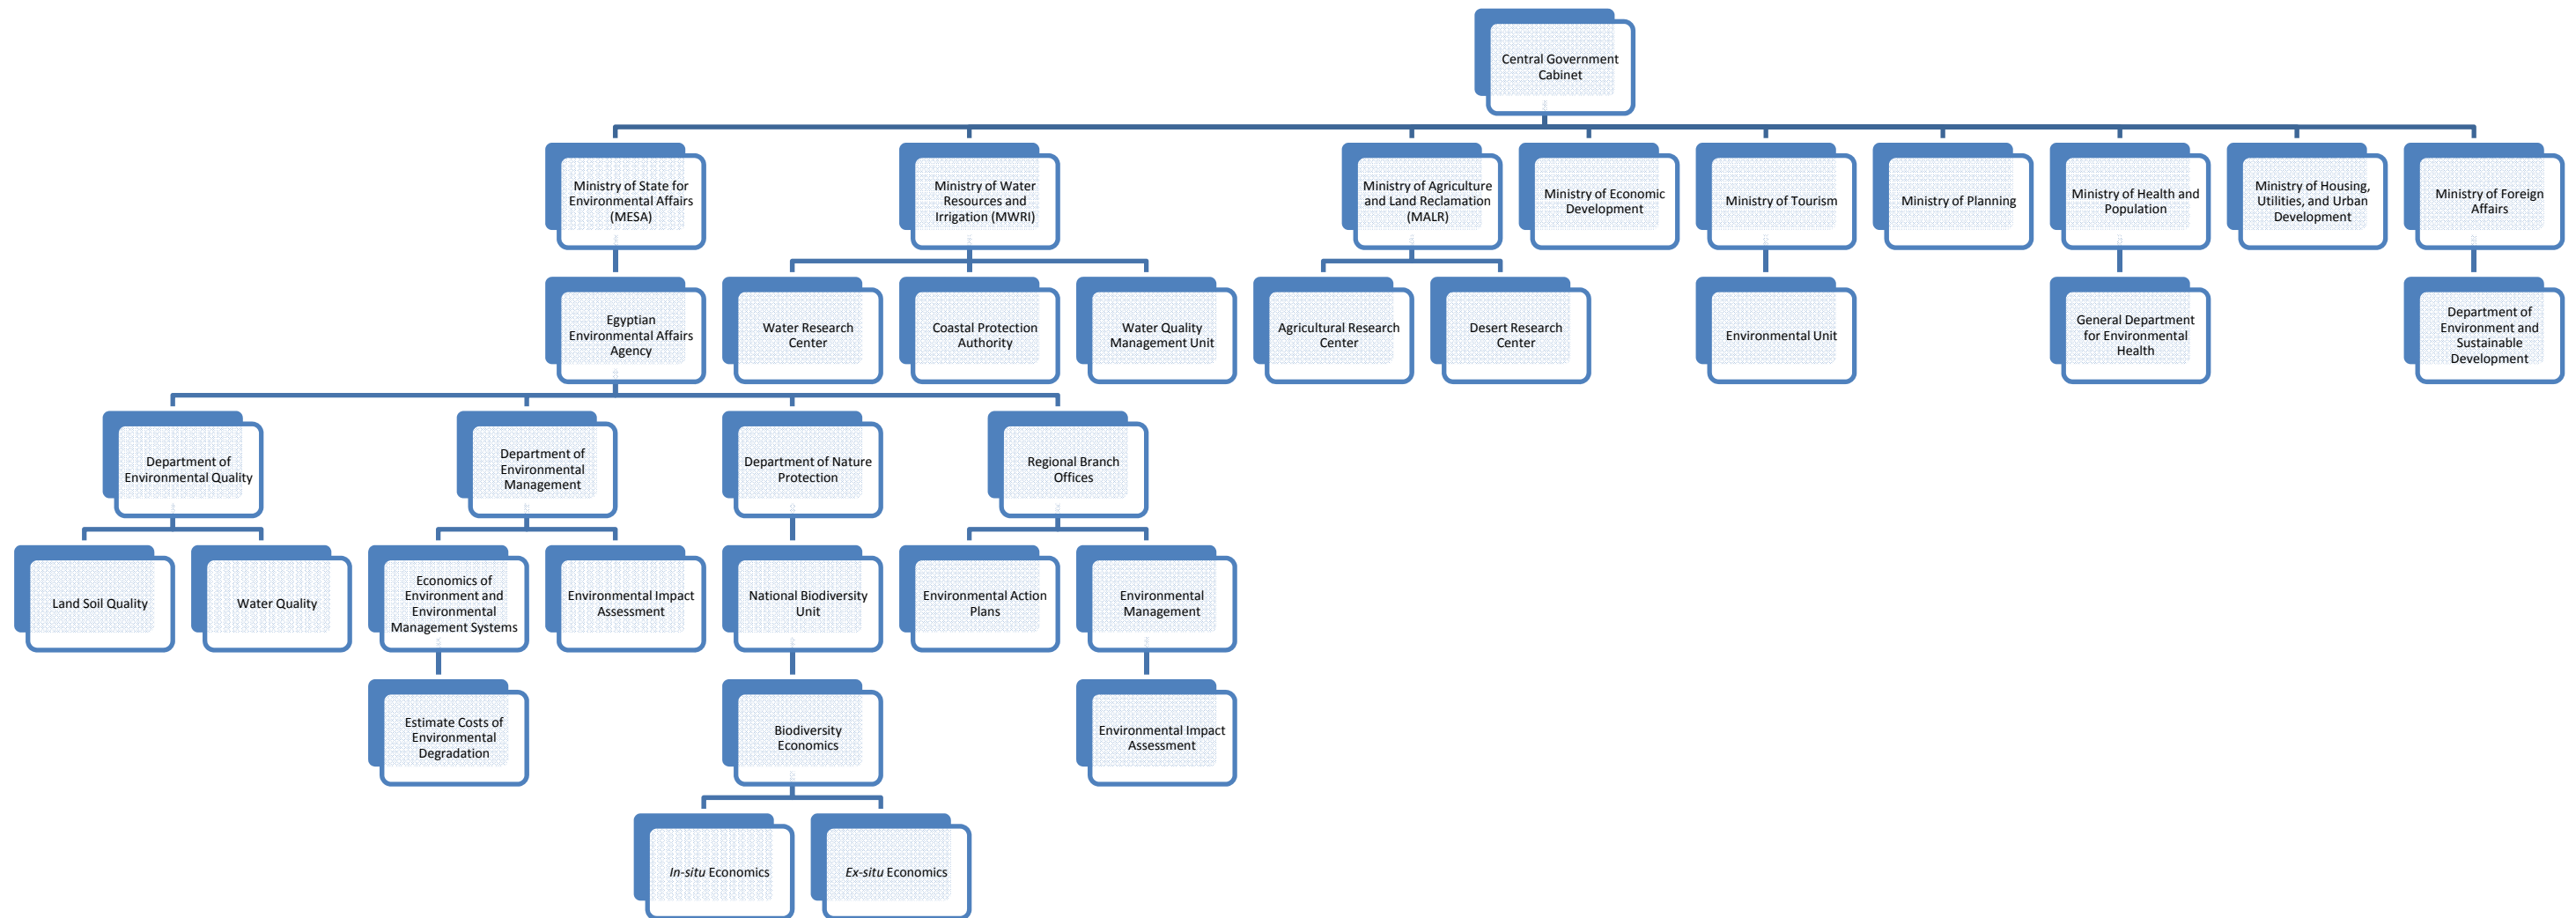 Central Government
Cabinet
Ministry of State for
Environmental Affairs
(MESA)
Ministry of Water
Resources and
Irrigation (MWRI)
Ministry of Agriculture
and Land Reclamation
(MALR)
Ministry of Economic
Development
Ministry of Tourism
Ministry of Planning
Ministry of Health and
Population
Ministry of Housing,
Utilities, and Urban
Development
Ministry of Foreign
Affairs
Egyptian
Environmental Affairs
Agency
Water Research
Center
Coastal Protection
Authority
Water Quality
Management Unit
Agricultural Research
Center
Desert Research
Center
Environmental Unit
General Department
for Environmental
Health
Department of
Environment and
Sustainable
Development
Department of
Environmental Quality
Department of
Environmental
Management
Department of Nature
Protection
Regional Branch
Offices
Land Soil Quality
Water Quality
Economics of
Environment and
Environmental
Management Systems
Environmental Impact
Assessment
National Biodiversity
Unit
Environmental Action
Plans
Environmental
Management
Estimate Costs of
Environmental
Degradation
Biodiversity
Economics
Environmental Impact
Assessment
In-situ Economics
Ex-situ Economics